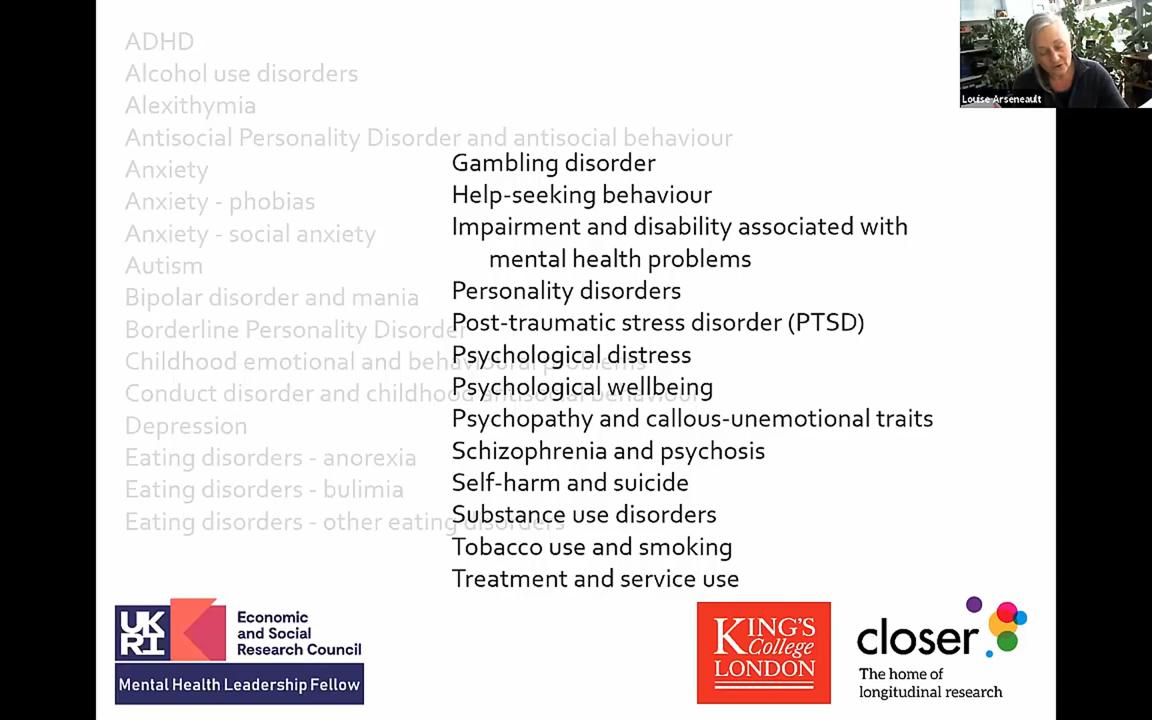 ADHD
Alcohol use disorders
Alexithymia
Antisocial Personality Disorder and antisocial behaviour
Anxiety
Anxiety - phobias
Anxiety - social anxiety
Autism
Bipolar disorder and mania
Borderline Personality Disorder
Childhood emotional and behavioural problems
Conduct disorder and childhood antisocial behaviour
Depression
Eating disorders - anorexia
Eating disorders - bulimia
Eating disorders - other eating disorders
Gambling disorder
Help-seeking behaviour
Impairment and disability associated with
mental health problems
Personality disorders
Post-traumatic stress disorder (PTSD)
Psychological distress
Psychological wellbeing
Psychopathy and callous-unemotional traits
Schizophrenia and psychosis
Self-harm and suicide
Substance use disorders
Tobacco use and smoking
Treatment and service use
Louise Arseneault
UK
RI
Economic
and Social
Research Council
Mental Health Leadership Fellow
KING'S
College
LONDON
closer
The home of
longitudinal research